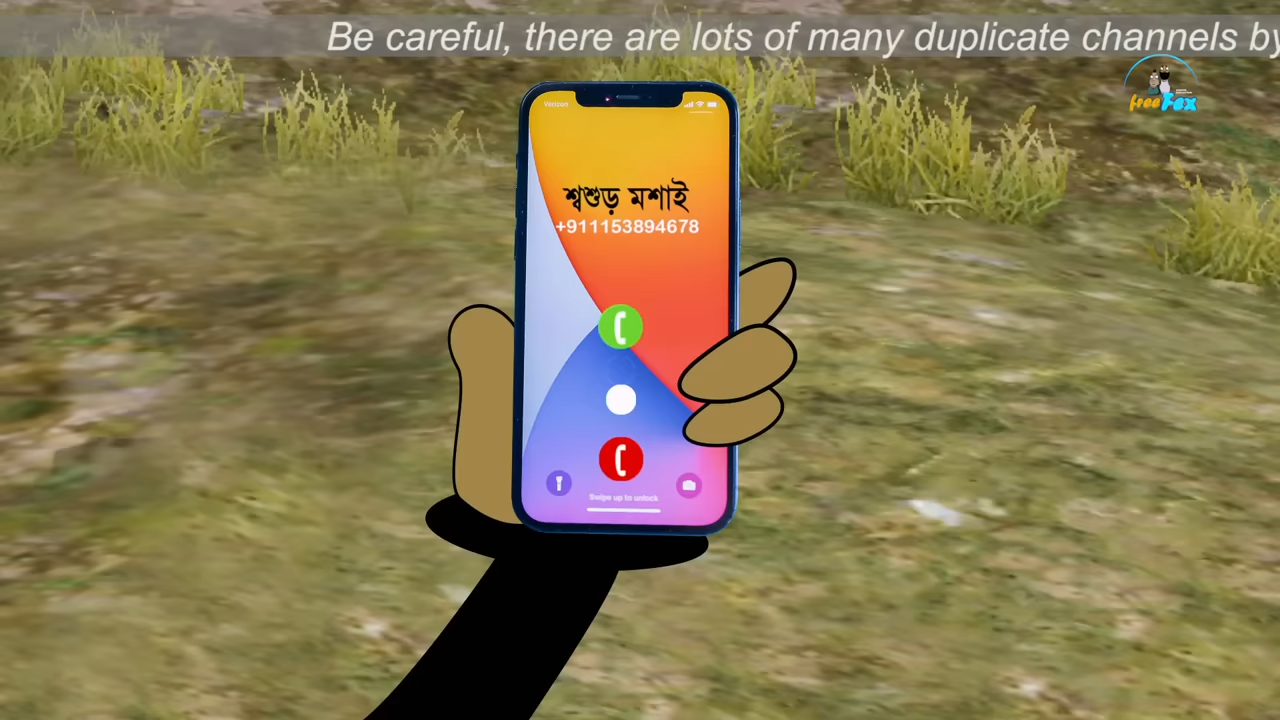 Be careful, there are lots of many duplicate channels by
freeFox
Verizon
শ্বশুড় মশাই
+911153894678
Swipe up to unlock